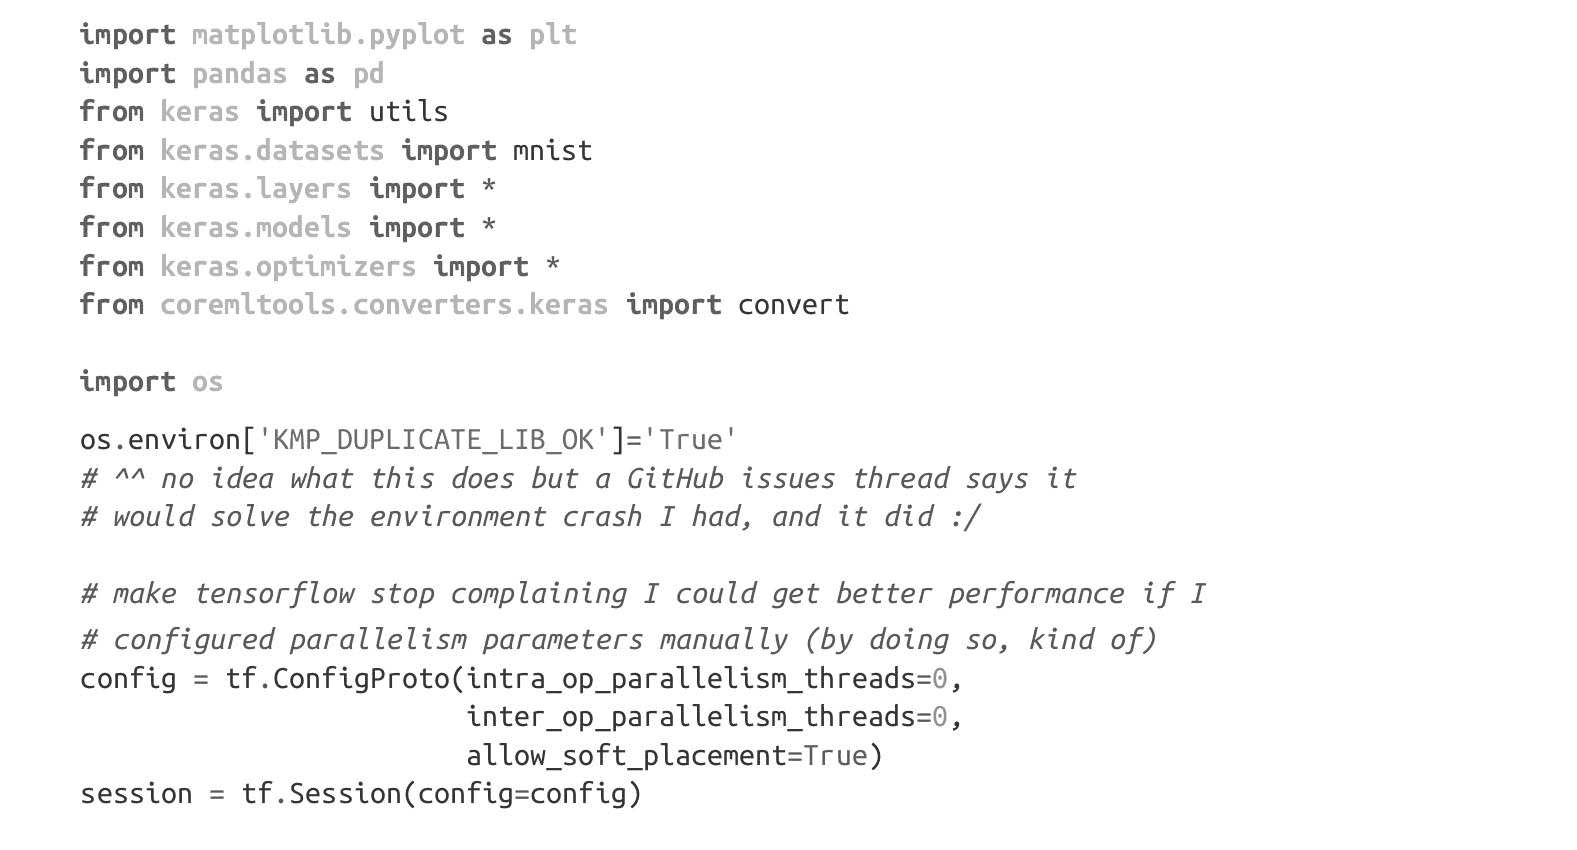 import matplotlib.pyplot as plt
import pandas as pd
from keras import utils
from keras.datasets import mnist
from keras.layers import *
from keras.models import *
from keras.optimizers import *
from coremltools.converters.keras import convert
import os
os.environ['KMP_DUPLICATE_LIB_OK']='True'
# ^^ no idea what this does but a GitHub issues thread says it
# would solve the environment crash I had, and it did :/
# make tensorflow stop complaining I could get better performance if I
# configured parallelism parameters manually (by doing so, kind of)
config = tf.ConfigProto(intra_op_parallelism_threads=0,
inter_op_parallelism_threads=0,
allow_soft_placement=True)
session = tf.Session(config=config)